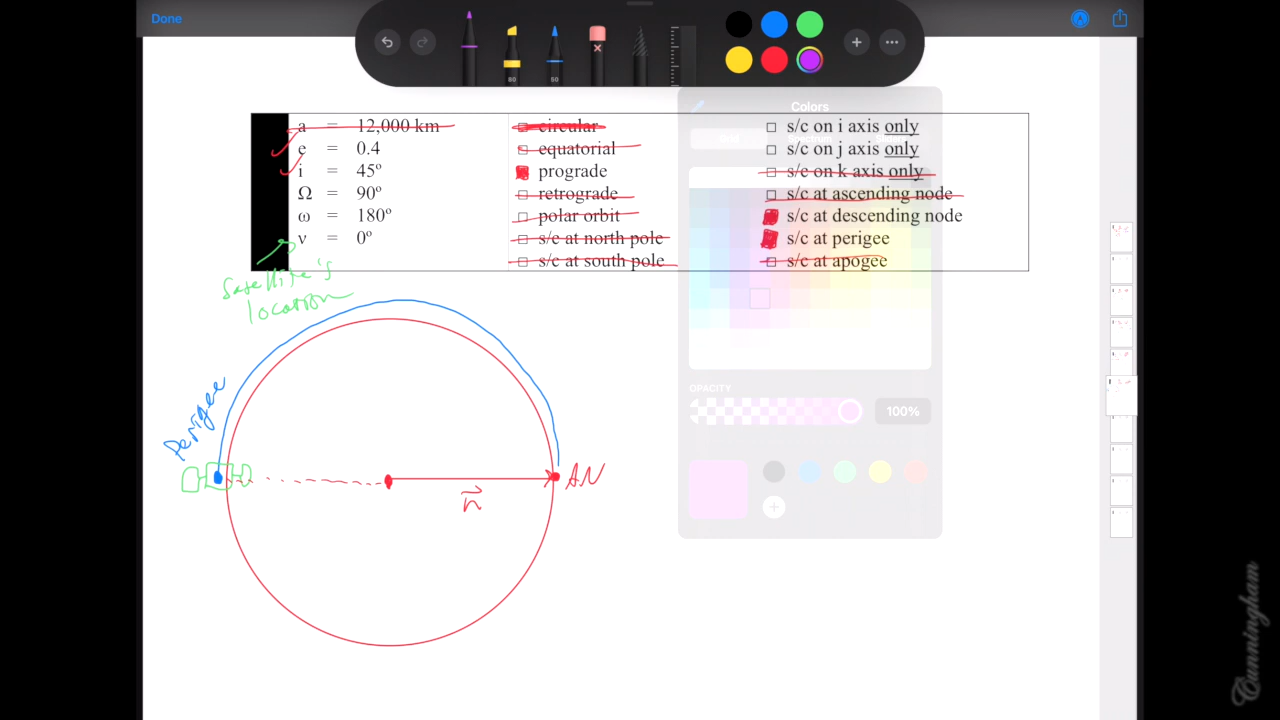 Done
80
50
Colors
a = 12,000 km
e = 0.4
i = 45º
Ω = 90º
ω = 180º
ν = 0º
circular
equatorial
prograde
retrograde
polar orbit
s/c at north pole
s/c at south pole
s/c on i axis only
s/c on j axis only
s/c on k axis only
s/c at ascending node
s/c at descending node
s/c at perigee
s/c at apogee
Satellite's
location
Perigee
n
AN
OPACITY
100%
Cunningham